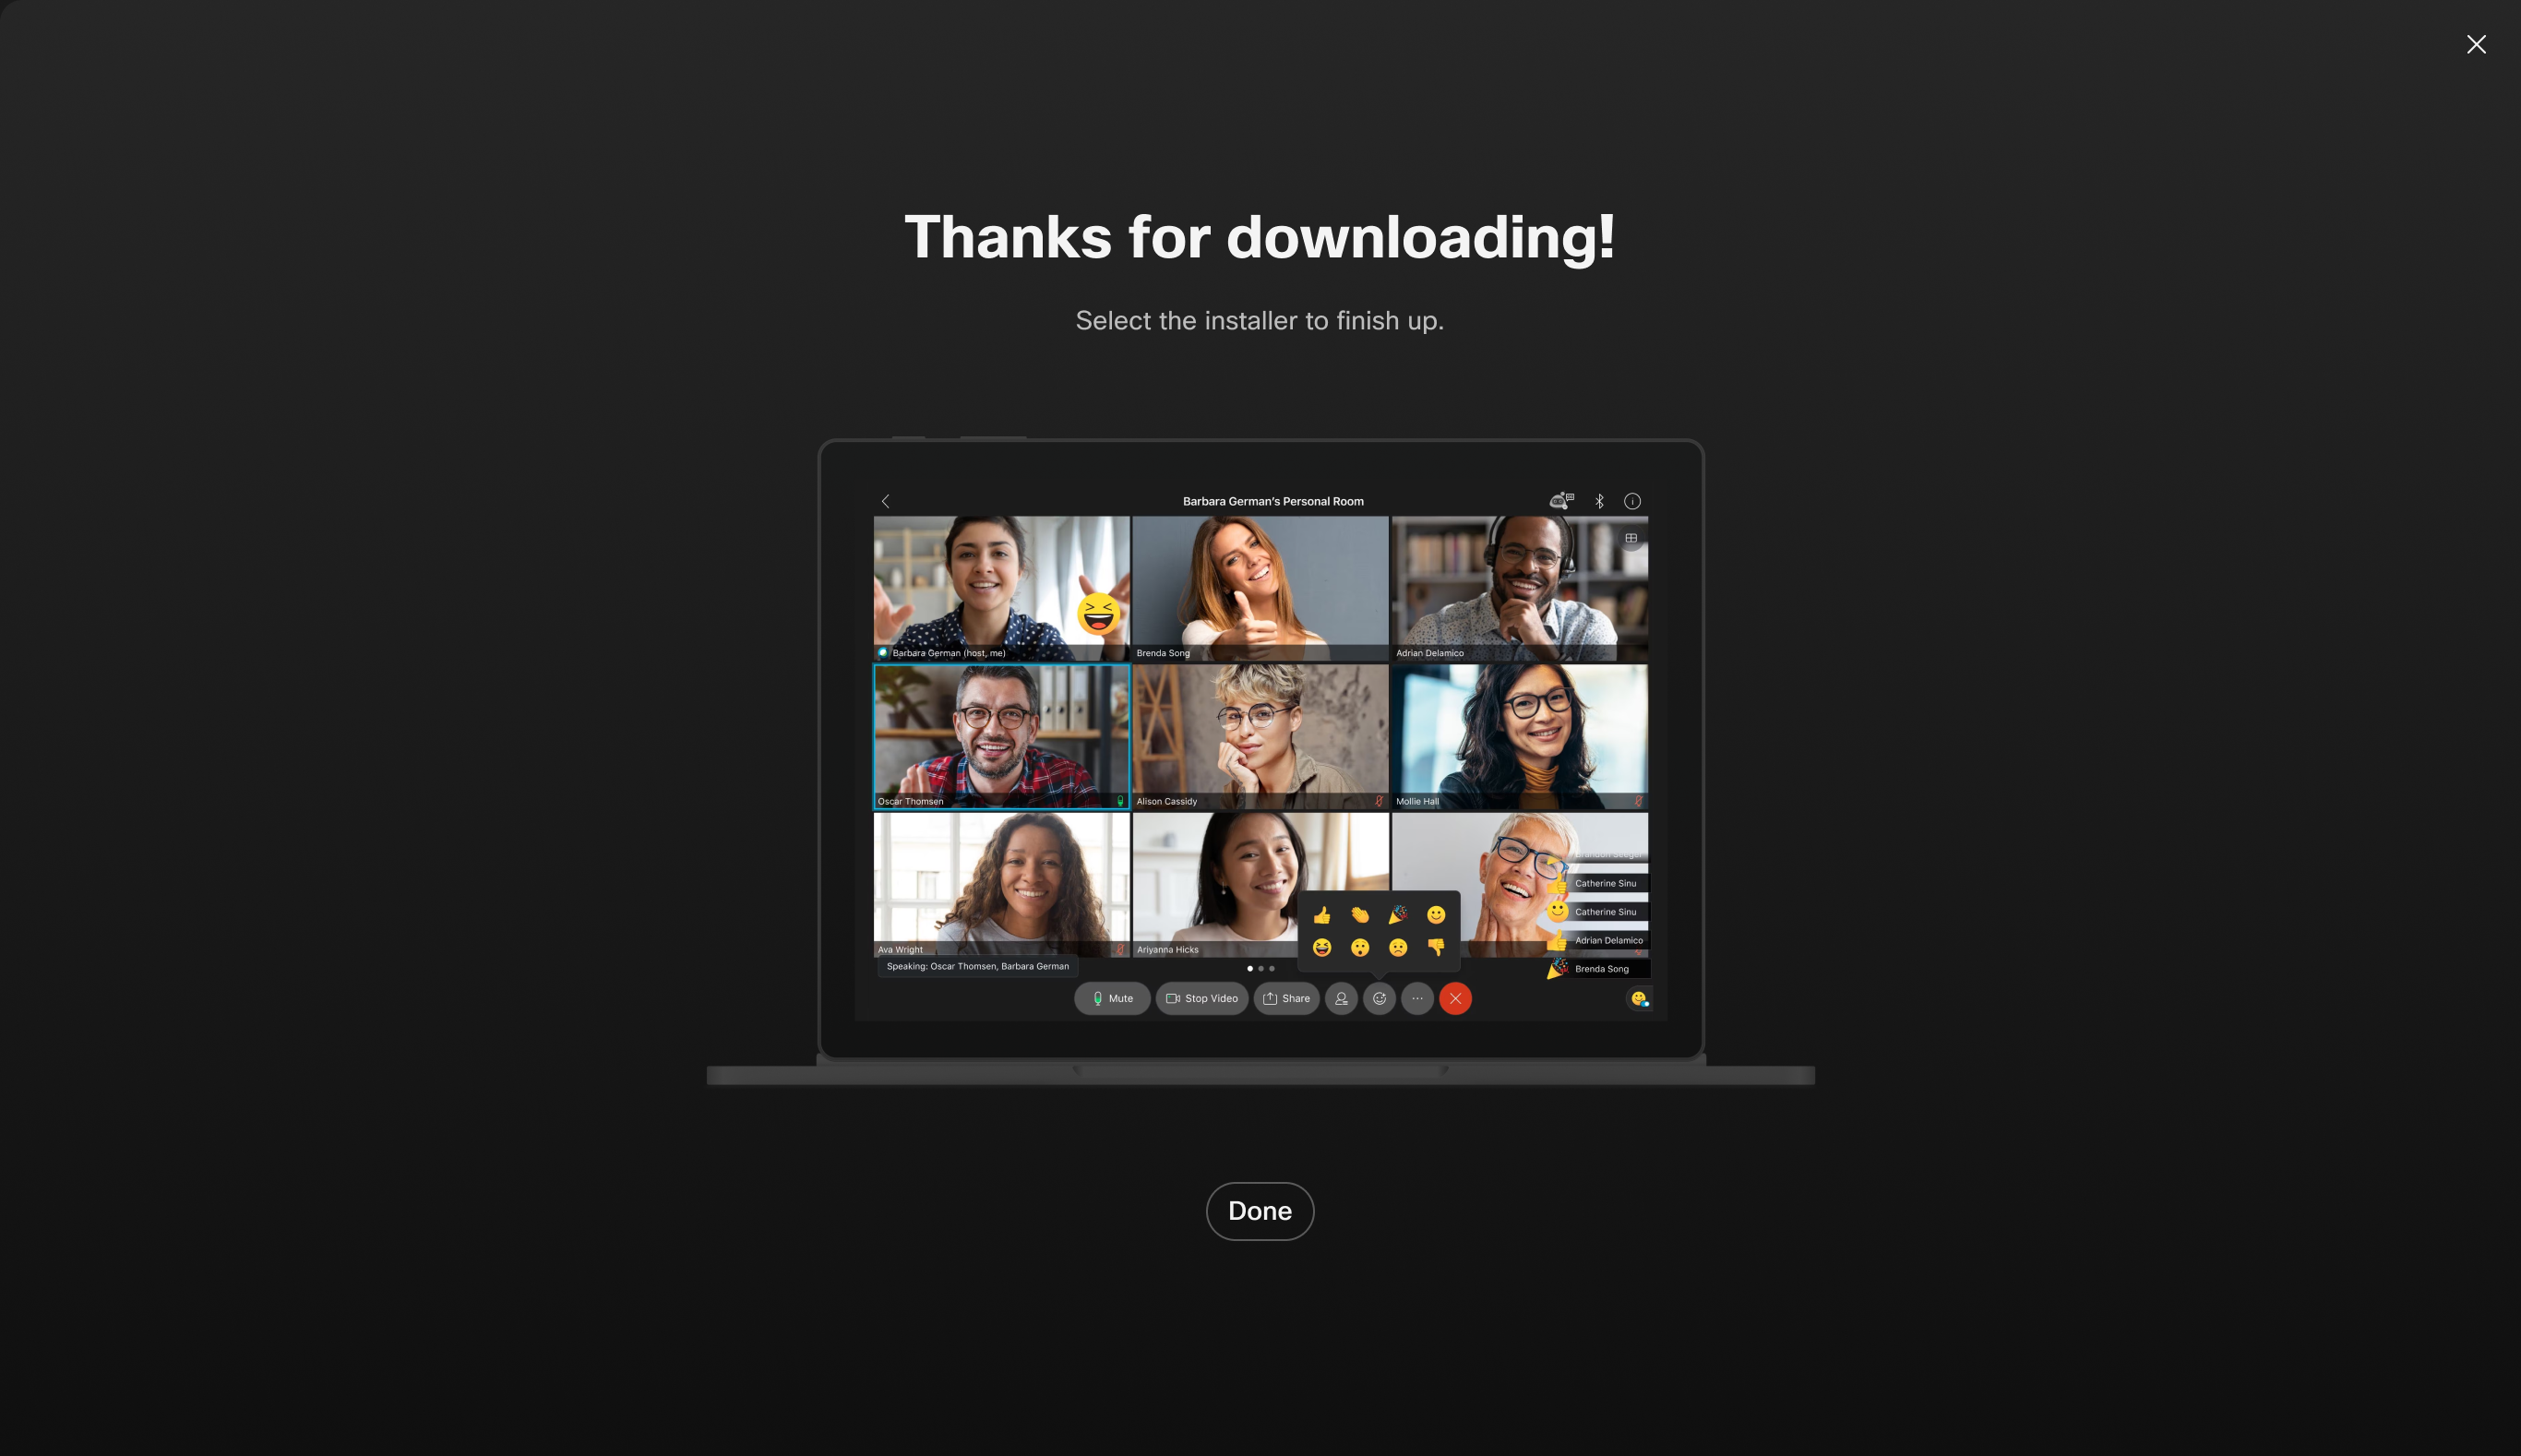 Thanks for downloading!
Select the installer to finish up.
Barbara German's Personal Room
Barbara German (host, me)
Brenda Song
Adrian Delamico
Oscar Thomsen
Alison Cassidy
Mollie Hall
Catherine Sinu
Catherine Sinu
Adrian Delamico
Brenda Song
Ava Wright
Ariyanna Hicks
Speaking: Oscar Thomsen, Barbara German
Mute
Stop Video
Share
Done